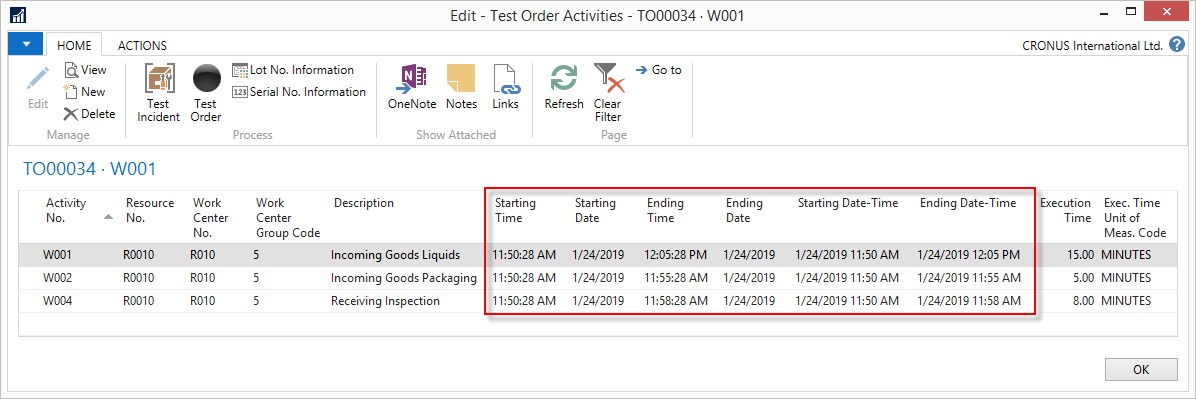 Edit - Test Order Activities - TO00034 · W001
HOME ACTIONS CRONUS International Ltd. ?
Edit
View
New
Delete
Manage
Test Incident
Test Order
Lot No. Information
123 Serial No. Information
Process
OneNote
Notes
Links
Show Attached
Refresh
Clear Filter
Go to
Page
TO00034 · W001
Activity No. Resource No. Work Center No. Work Center Group Code Description Starting Time Starting Date Ending Time Ending Date Starting Date-Time Ending Date-Time Execution Time Exec. Time Unit of Meas. Code
W001 R0010 R010 5 Incoming Goods Liquids 11:50:28 AM 1/24/2019 12:05:28 PM 1/24/2019 1/24/2019 11:50 AM 1/24/2019 12:05 PM 15.00 MINUTES
W002 R0010 R010 5 Incoming Goods Packaging 11:50:28 AM 1/24/2019 11:55:28 AM 1/24/2019 1/24/2019 11:50 AM 1/24/2019 11:55 AM 5.00 MINUTES
W004 R0010 R010 5 Receiving Inspection 11:50:28 AM 1/24/2019 11:58:28 AM 1/24/2019 1/24/2019 11:50 AM 1/24/2019 11:58 AM 8.00 MINUTES
OK